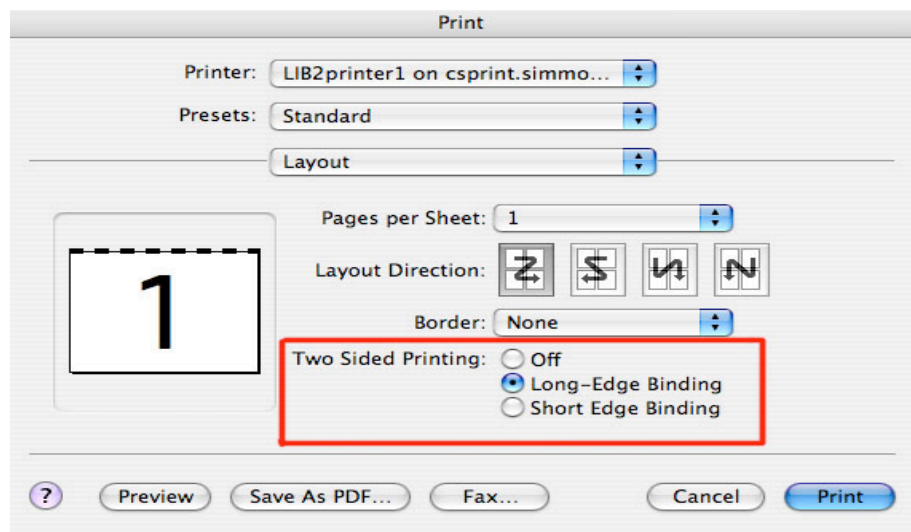 Print
Printer: LIB2printer1 on csprint.simmo...
Presets: Standard
Layout
Pages per Sheet: 1
Layout Direction:
Border: None
1
Two Sided Printing: Off
Long-Edge Binding
Short Edge Binding
? Preview Save As PDF... Fax... Cancel Print